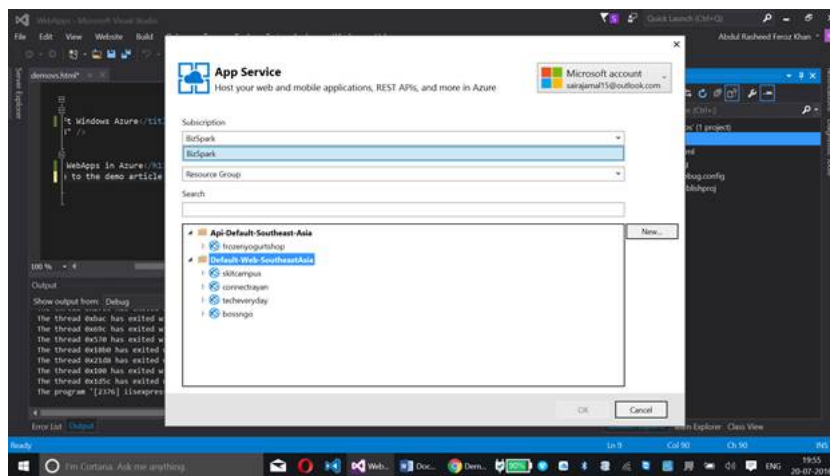 WebApps - Microsoft Visual Studio
Quick Launch (Ctrl+Q)
File Edit View Website Build
Abdul Rasheed Feroz Khan
Server Explorer
demovs.html*
't Windows Azure</tit
" />
WebApps in Azure</h1
to the demo article
100 %
App Service
Host your web and mobile applications, REST APIs, and more in Azure
Microsoft account
sairajamal15@outlook.com
Subscription
BizSpark
BizSpark
Resource Group
Search
New...
Api-Default-Southeast-Asia
frozenyogurtshop
Default-Web-SoutheastAsia
skitcampus
connectrayan
techeveryday
bossngo
OK
Cancel
(1 project)
bug.config
blishproj
Output
Show output from: Debug
The thread 0xbac has exited w
The thread 0x69c has exited w
The thread 0x570 has exited w
The thread 0x18b0 has exited
The thread 0x21d8 has exited
The thread 0x100 has exited w
The thread 0x1d5c has exited
The program '[2376] iisexpres
Error List Output
Explorer Class View
Ready
Ln 9 Col 90 Ch 90 INS
I'm Cortana. Ask me anything.
Web...
Doc...
Dem...
90%
ENG
19:55